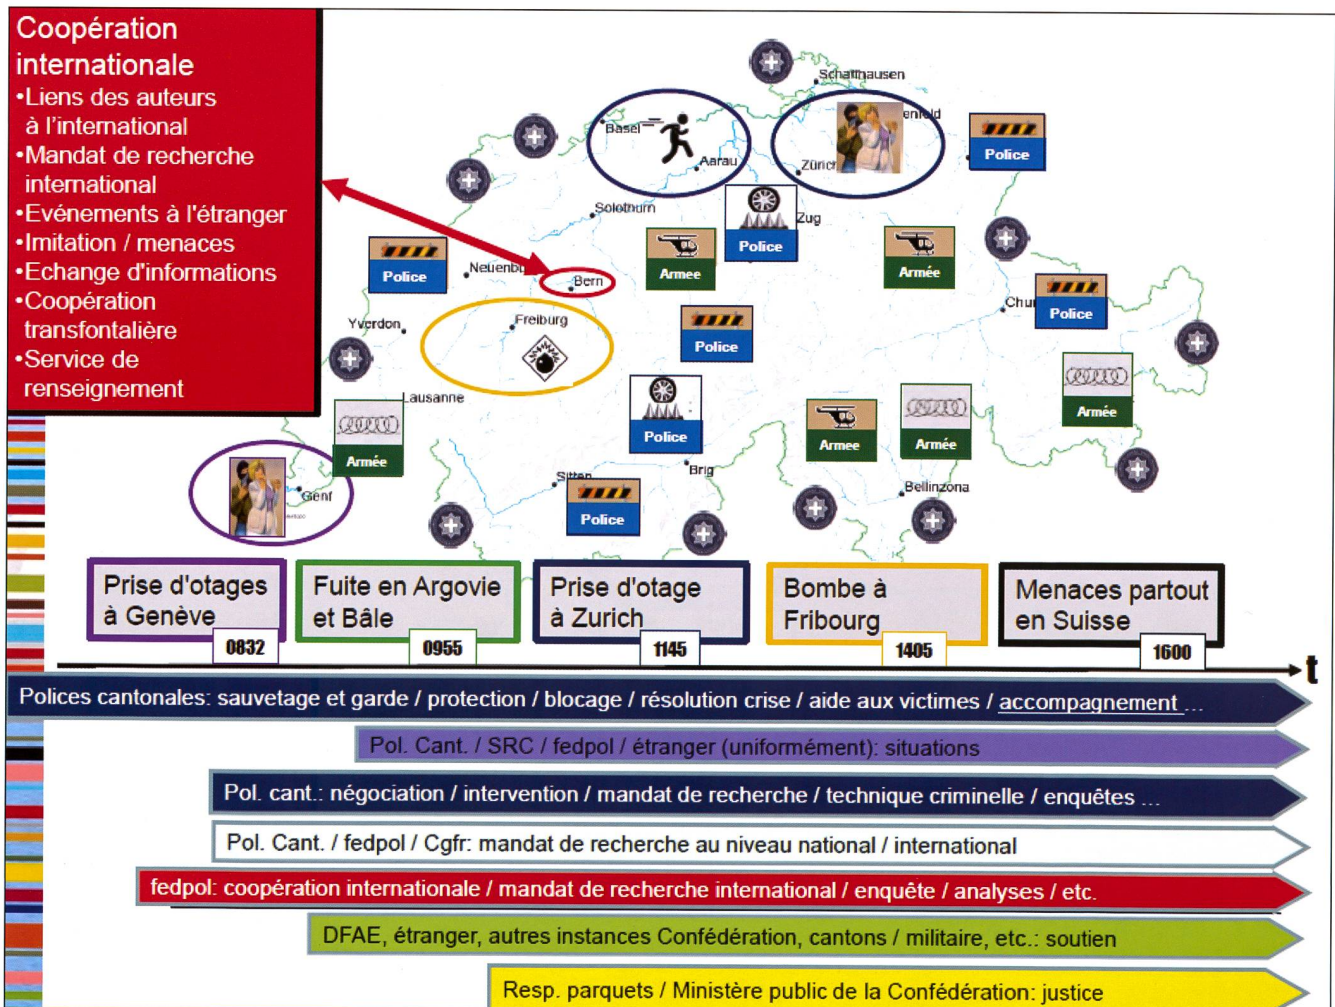 Coopération
internationale
•Liens des auteurs
à l'international
•Mandat de recherche
international
•Evénements à l'étranger
•Imitation / menaces
•Echange d'informations
•Coopération
transfontalière
•Service de
renseignement
Schaffhausen
Basel
enfeld
Police
Aarau
Zürich
Solothurn
Zug
Police
Armee
Armée
Police
Neuenbu
Bern
Chur
Police
Freiburg
Yverdon
Police
Lausanne
Armée
Police
Armee
Armée
Armée
Genf
Sitten
Brig
Bellinzona
Police
Prise d'otages
à Genève
0832
Fuite en Argovie
et Bâle
0955
Prise d'otage
à Zurich
1145
Bombe à
Fribourg
1405
Menaces partout
en Suisse
1600
t
Polices cantonales: sauvetage et garde / protection / blocage / résolution crise / aide aux victimes / accompagnement ...
Pol. Cant. / SRC / fedpol / étranger (uniformément): situations
Pol. cant.: négociation / intervention / mandat de recherche / technique criminelle / enquêtes ...
Pol. Cant. / fedpol / Cgfr: mandat de recherche au niveau national / international
fedpol: coopération internationale / mandat de recherche international / enquête / analyses / etc.
DFAE, étranger, autres instances Confédération, cantons / militaire, etc.: soutien
Resp. parquets / Ministère public de la Confédération: justice